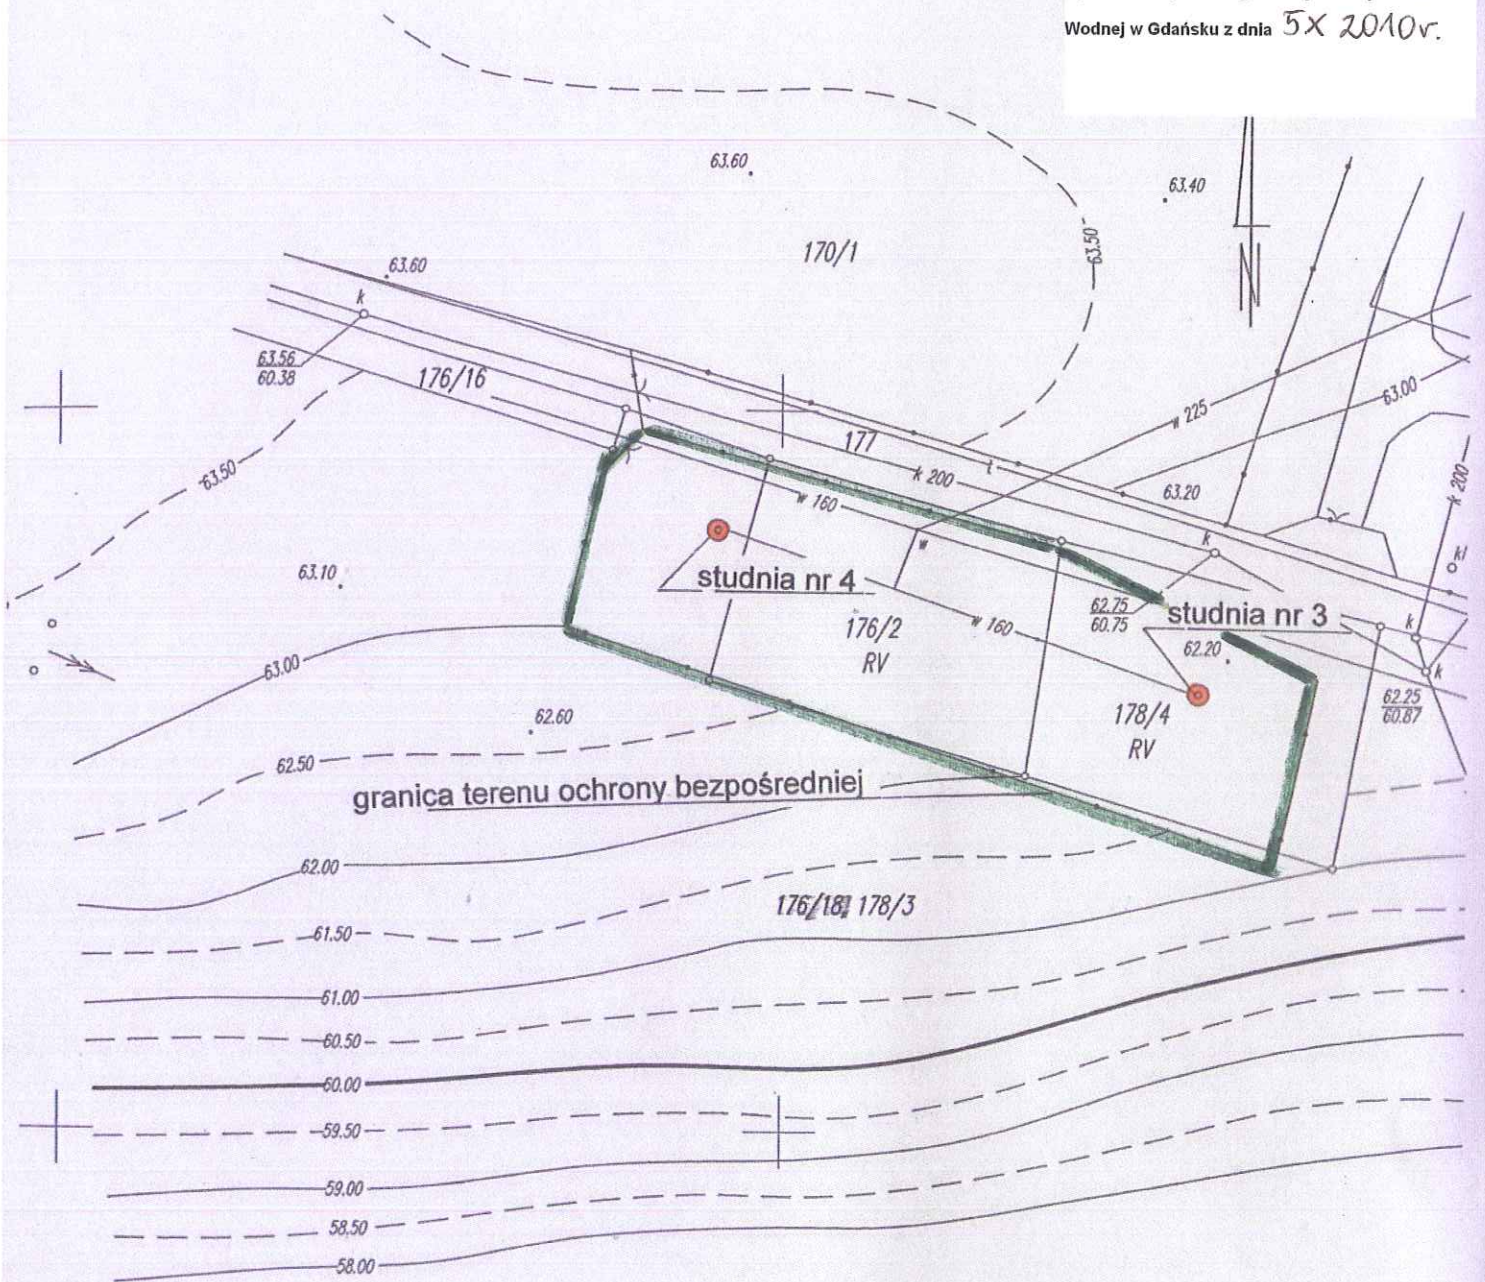 Wodnej w Gdańsku z dnia 5X 2010r.
63.60
63.40
170/1
63.50
63.60
k
63.56
60.38
176/16
63.00
w 225
177
k 200
t
63.20
k 200
63.50
w 160
w
k
kl
63.10
studnia nr 4
62.75
60.75
studnia nr 3
176/2
RV
w 160
62.20
k
k
63.00
62.25
60.87
62.60
178/4
RV
62.50
granica terenu ochrony bezpośredniej
62.00
176/18, 178/3
61.50
61.00
60.50
60.00
59.50
59.00
58.50
58.00
N